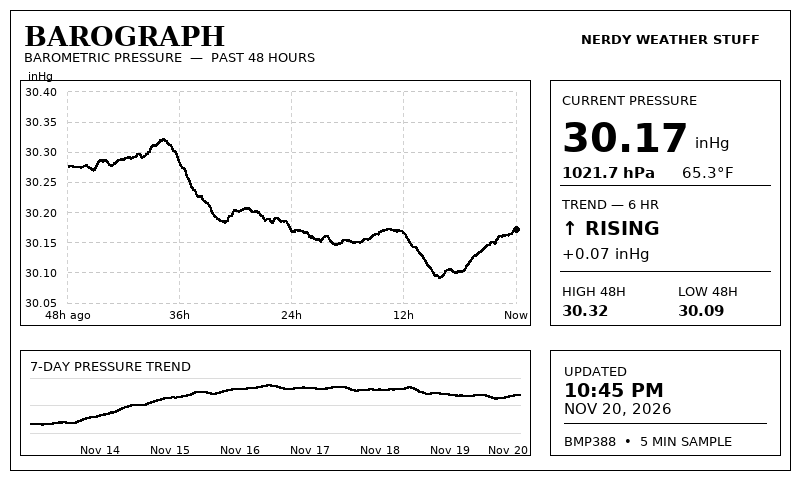 BAROGRAPH
BAROMETRIC PRESSURE — PAST 48 HOURS
NERDY WEATHER STUFF
inHg
30.40
30.35
30.30
30.25
30.20
30.15
30.10
30.05
48h ago 36h 24h 12h Now
CURRENT PRESSURE
30.17 inHg
1021.7 hPa 65.3°F
TREND — 6 HR
↑ RISING
+0.07 inHg
HIGH 48H LOW 48H
30.32 30.09
7-DAY PRESSURE TREND
Nov 14 Nov 15 Nov 16 Nov 17 Nov 18 Nov 19 Nov 20
UPDATED
10:45 PM
NOV 20, 2026
BMP388 • 5 MIN SAMPLE